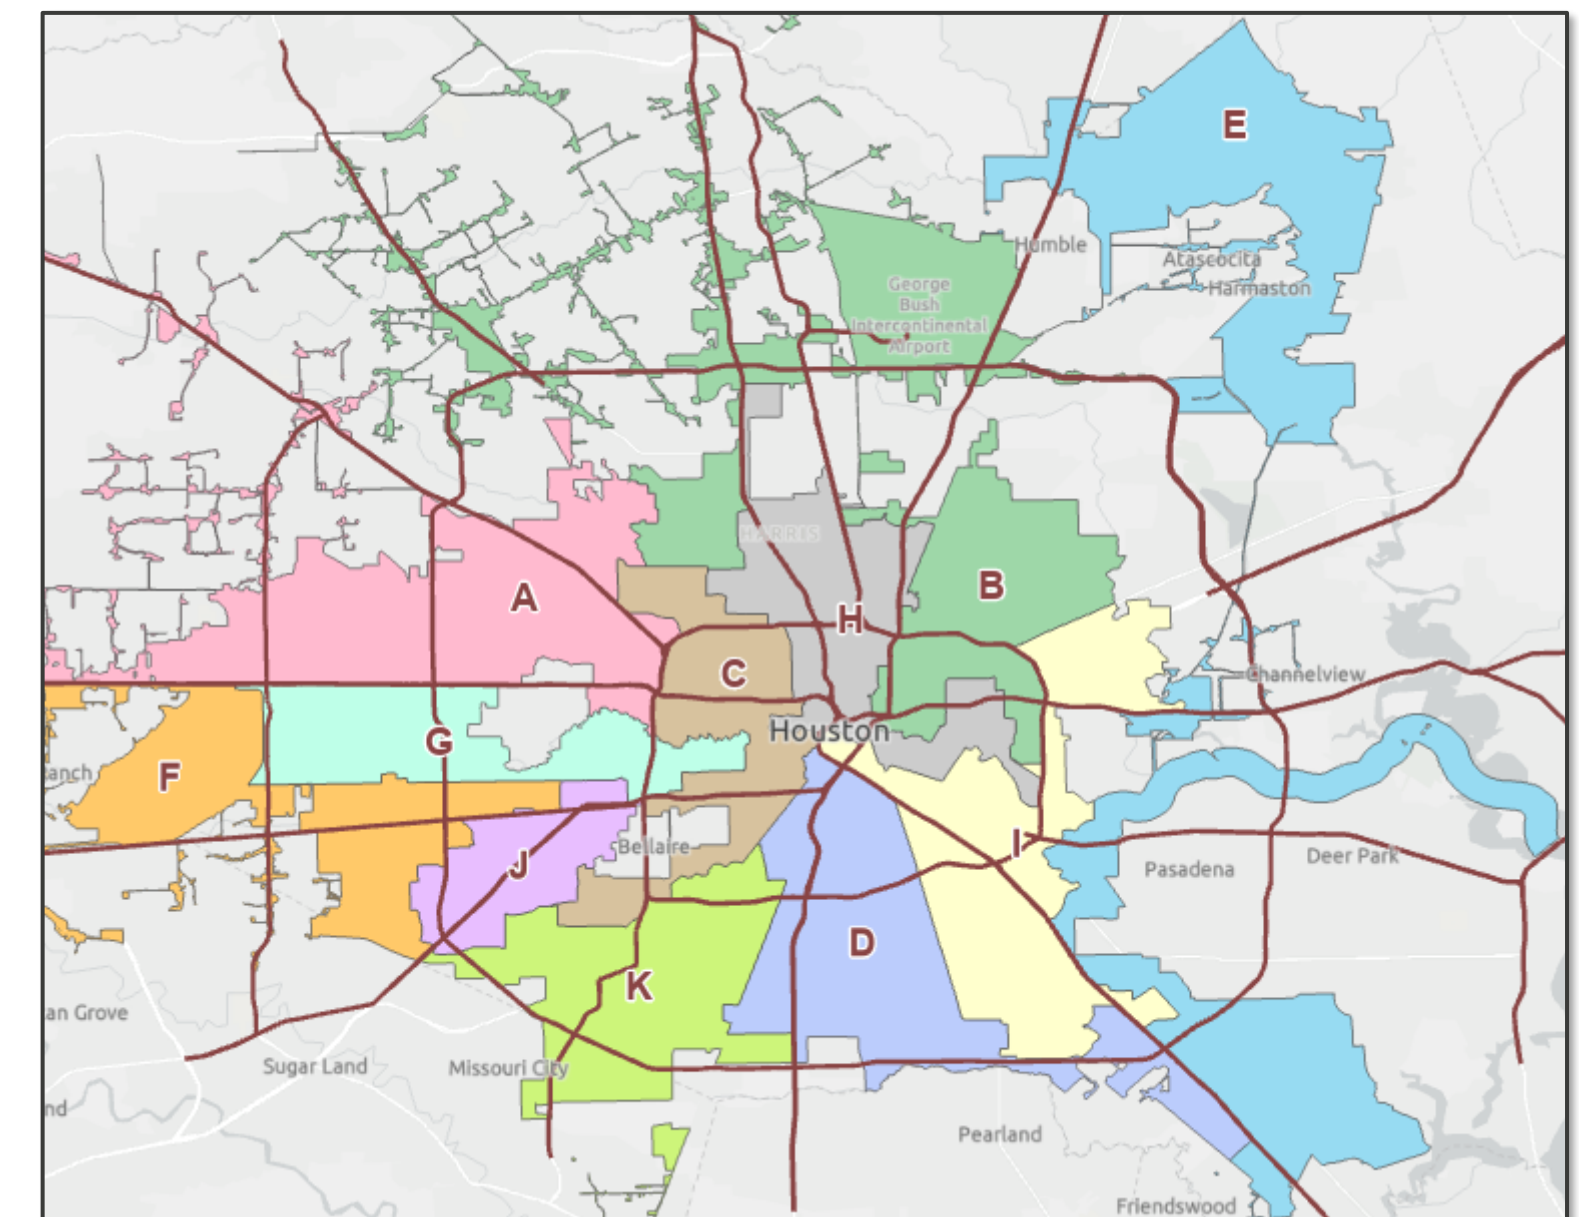 E
Humble
Atascocita
Harmaston
George
Bush
Intercontinental
Airport
HARRIS
A
B
H
C
Channelview
Houston
G
F
anch
I
Bellaire
J
Pasadena
Deer Park
D
K
an Grove
Sugar Land
Missouri City
nd
Pearland
Friendswood